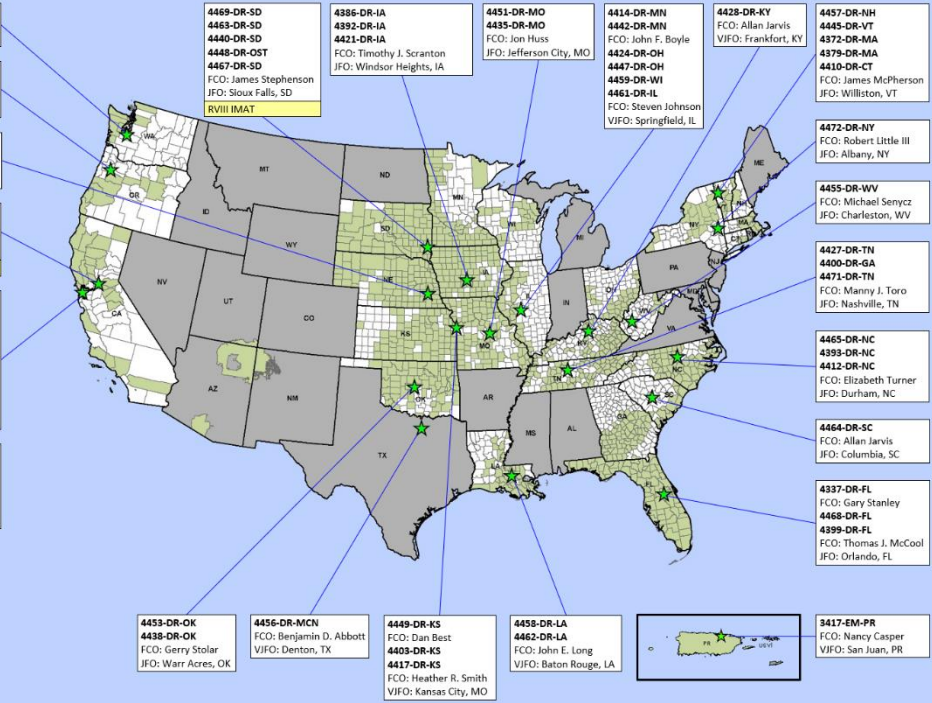 4469-DR-SD
4463-DR-SD
4440-DR-SD
4448-DR-OST
4467-DR-SD
FCO: James Stephenson
JFO: Sioux Falls, SD
RVIII IMAT
4386-DR-IA
4392-DR-IA
4421-DR-IA
FCO: Timothy J. Scranton
JFO: Windsor Heights, IA
4451-DR-MO
4435-DR-MO
FCO: Jon Huss
JFO: Jefferson City, MO
4414-DR-MN
4442-DR-MN
FCO: John F. Boyle
4424-DR-OH
4447-DR-OH
4459-DR-WI
4461-DR-IL
FCO: Steven Johnson
VJFO: Springfield, IL
4428-DR-KY
FCO: Allan Jarvis
VJFO: Frankfort, KY
4457-DR-NH
4445-DR-VT
4372-DR-MA
4379-DR-MA
4410-DR-CT
FCO: James McPherson
JFO: Williston, VT
4472-DR-NY
FCO: Robert Little III
JFO: Albany, NY
4455-DR-WV
FCO: Michael Senycz
JFO: Charleston, WV
4427-DR-TN
4400-DR-GA
4471-DR-TN
FCO: Manny J. Toro
JFO: Nashville, TN
4465-DR-NC
4393-DR-NC
4412-DR-NC
FCO: Elizabeth Turner
JFO: Durham, NC
4464-DR-SC
FCO: Allan Jarvis
JFO: Columbia, SC
4337-DR-FL
FCO: Gary Stanley
4468-DR-FL
4399-DR-FL
FCO: Thomas J. McCool
JFO: Orlando, FL
WA
MT
ND
MN
ME
OR
ID
SD
WI
VT
NH
NY
MA
CT
WY
MI
IA
PA
NJ
NE
NV
UT
IL
IN
OH
MD
CO
WV
VA
CA
KS
MO
KY
TN
NC
AZ
NM
OK
AR
SC
MS
AL
GA
TX
LA
FL
4453-DR-OK
4438-DR-OK
FCO: Gerry Stolar
JFO: Warr Acres, OK
4456-DR-MCN
FCO: Benjamin D. Abbott
VJFO: Denton, TX
4449-DR-KS
FCO: Dan Best
4403-DR-KS
4417-DR-KS
FCO: Heather R. Smith
VJFO: Kansas City, MO
4458-DR-LA
4462-DR-LA
FCO: John E. Long
VJFO: Baton Rouge, LA
PR
USVI
3417-EM-PR
FCO: Nancy Casper
VJFO: San Juan, PR